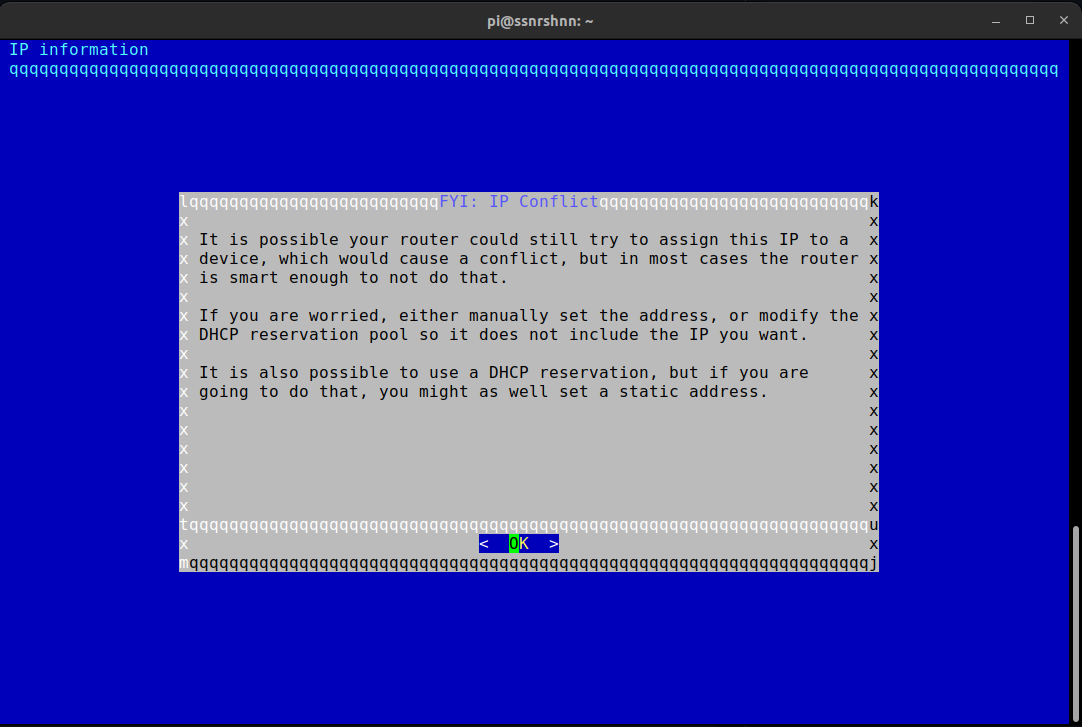 pi@ssnrshnn: ~
IP information
qqqqqqqqqqqqqqqqqqqqqqqqqqqqqqqqqqqqqqqqqqqqqqqqqqqqqqqqqqqqqqqqqqqqqqqqqqqqqqqqqqqqqqqqqqqqqqqqqqqqqqqqq
lqqqqqqqqqqqqqqqqqqqqqqqqqFYI: IP Conflictqqqqqqqqqqqqqqqqqqqqqqqqqqqk
x x
x It is possible your router could still try to assign this IP to a x
x device, which would cause a conflict, but in most cases the router x
x is smart enough to not do that. x
x x
x If you are worried, either manually set the address, or modify the x
x DHCP reservation pool so it does not include the IP you want. x
x x
x It is also possible to use a DHCP reservation, but if you are x
x going to do that, you might as well set a static address. x
x x
x x
x x
x x
x x
x x
tqqqqqqqqqqqqqqqqqqqqqqqqqqqqqqqqqqqqqqqqqqqqqqqqqqqqqqqqqqqqqqqqqqqqu
x < OK > x
mqqqqqqqqqqqqqqqqqqqqqqqqqqqqqqqqqqqqqqqqqqqqqqqqqqqqqqqqqqqqqqqqqqqqj